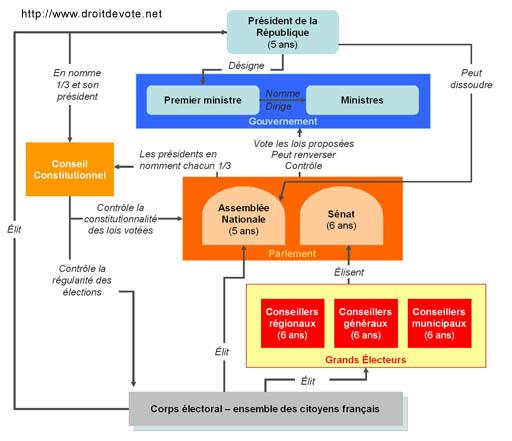 http://www.droitdevote.net
Président de la
République
(5 ans)
En nomme
1/3 et son
président
Désigne
Peut
dissoudre
Premier ministre
Nomme
Dirige
Ministres
Gouvernement
Conseil
Constitutionnel
Les présidents en
nomment chacun 1/3
Vote les lois proposées
Peut renverser
Contrôle
Élit
Contrôle la
constitutionnalité
des lois votées
Assemblée
Nationale
(5 ans)
Sénat
(6 ans)
Parlement
Contrôle la
régularité des
élections
Élisent
Conseillers
régionaux
(6 ans)
Conseillers
généraux
(6 ans)
Conseillers
municipaux
(6 ans)
Grands Électeurs
Élit
Élit
Corps électoral – ensemble des citoyens français